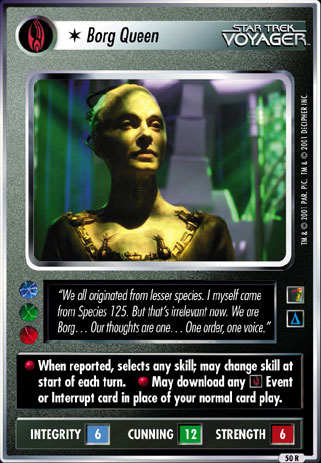 ✶ Borg Queen
STAR TREK
VOYAGER
™ & © 2001 PAR. PIC. TM & © 2001 DECIPHER INC.
"We all originated from lesser species. I myself came
from Species 125. But that's irrelevant now. We are
Borg... Our thoughts are one... One order, one voice."
When reported, selects any skill; may change skill at
start of each turn. May download any Event
or Interrupt card in place of your normal card play.
INTEGRITY 6 CUNNING 12 STRENGTH 6
50 R